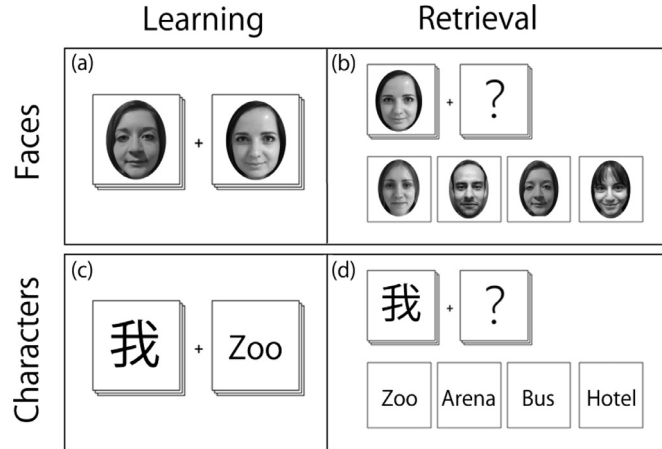 Learning
Retrieval
Faces
(a)
+
(b)
+ ?
Characters
(c)
我 + Zoo
(d)
我 + ?
Zoo Arena Bus Hotel